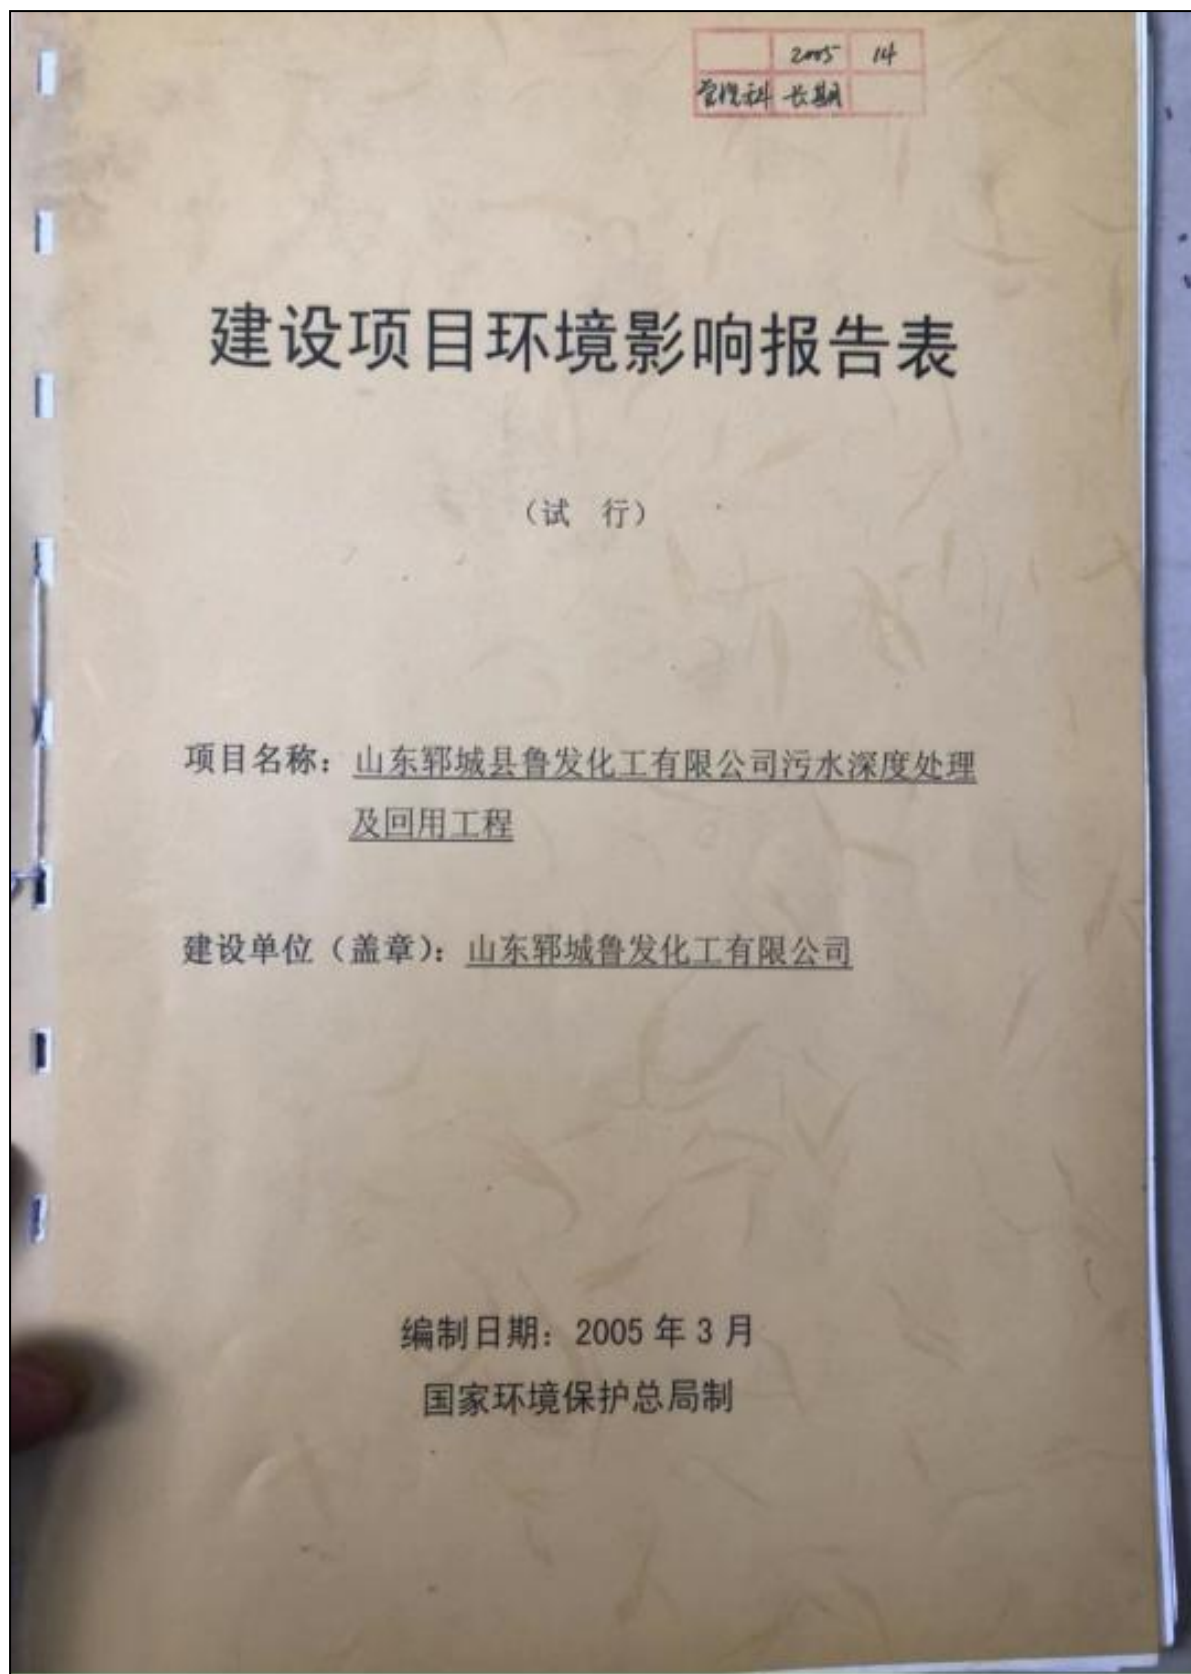 2005 14
管理科 长期
建设项目环境影响报告表
（试 行）
项目名称：山东郓城县鲁发化工有限公司污水深度处理
及回用工程
建设单位（盖章）：山东郓城鲁发化工有限公司
编制日期：2005 年 3 月
国家环境保护总局制